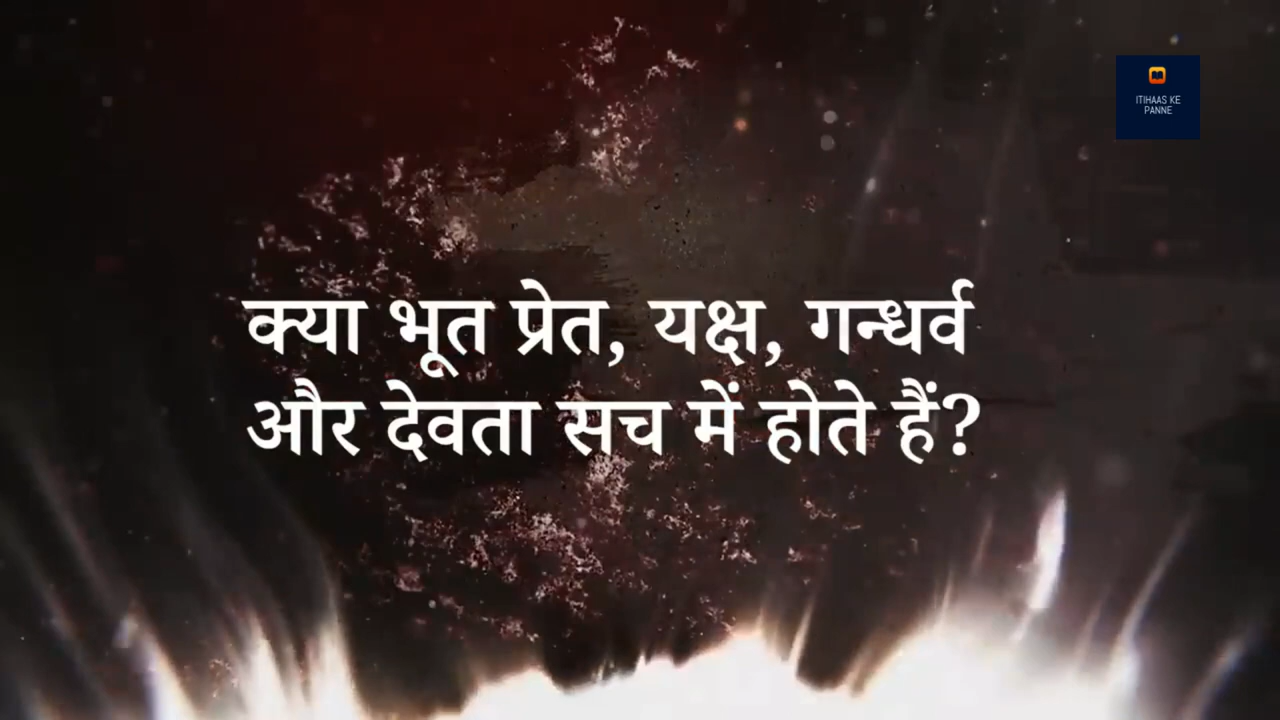 ITIHAAS KE
PANNE
क्या भूत प्रेत, यक्ष, गन्धर्व
और देवता सच में होते हैं?